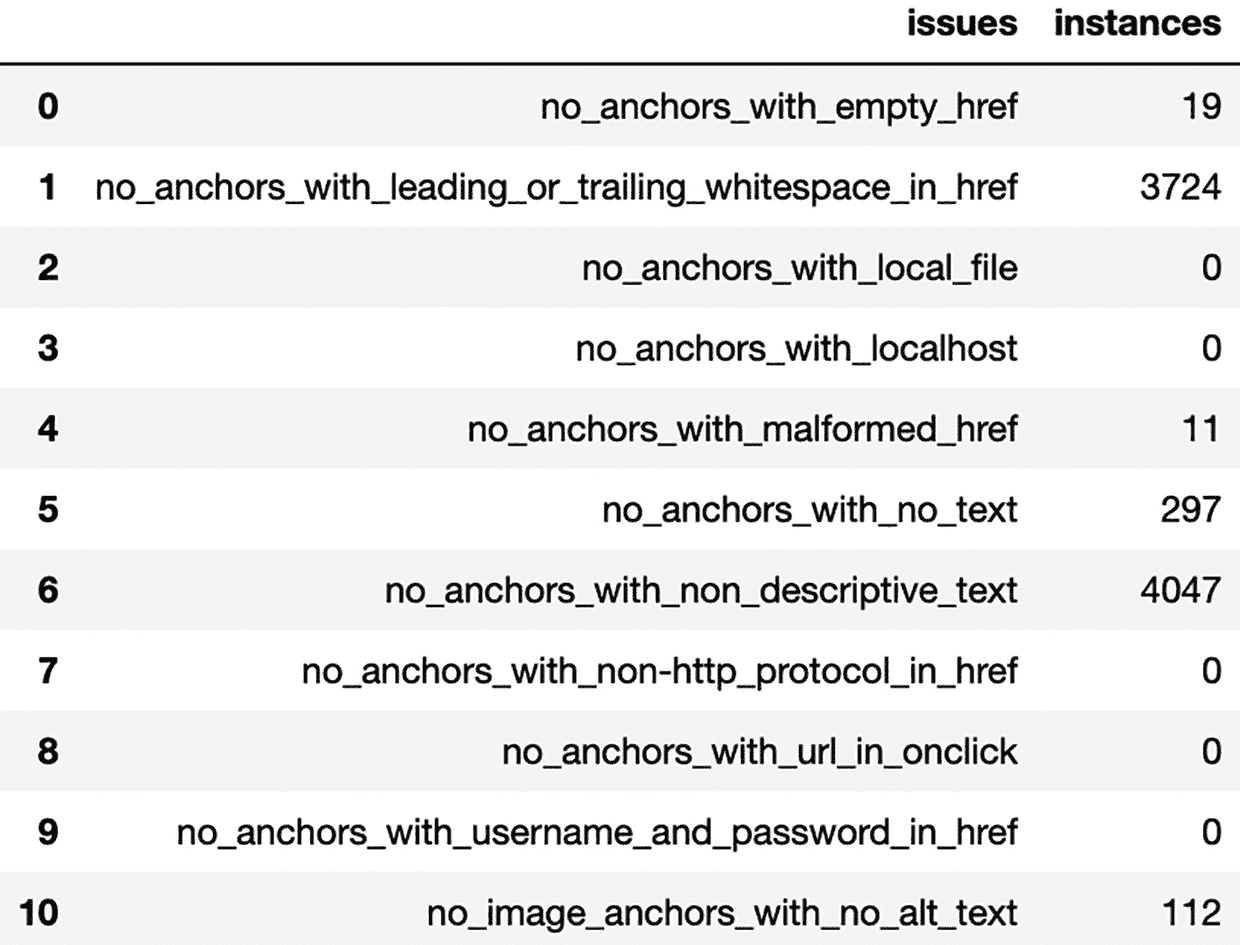 issues instances
0 no_anchors_with_empty_href 19
1 no_anchors_with_leading_or_trailing_whitespace_in_href 3724
2 no_anchors_with_local_file 0
3 no_anchors_with_localhost 0
4 no_anchors_with_malformed_href 11
5 no_anchors_with_no_text 297
6 no_anchors_with_non_descriptive_text 4047
7 no_anchors_with_non-http_protocol_in_href 0
8 no_anchors_with_url_in_onclick 0
9 no_anchors_with_username_and_password_in_href 0
10 no_image_anchors_with_no_alt_text 112